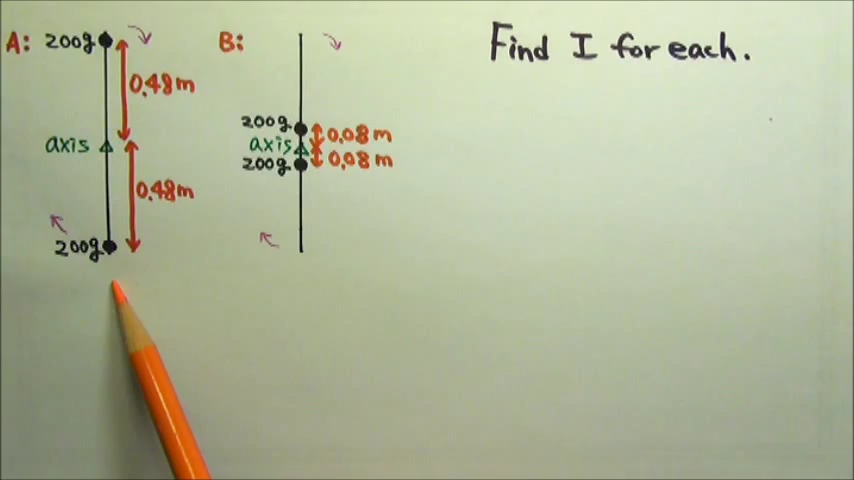 A: 200g
0.48m
axis
0.48m
200g
B:
200g
0.08m
axis
200g
0.08m
Find I for each.